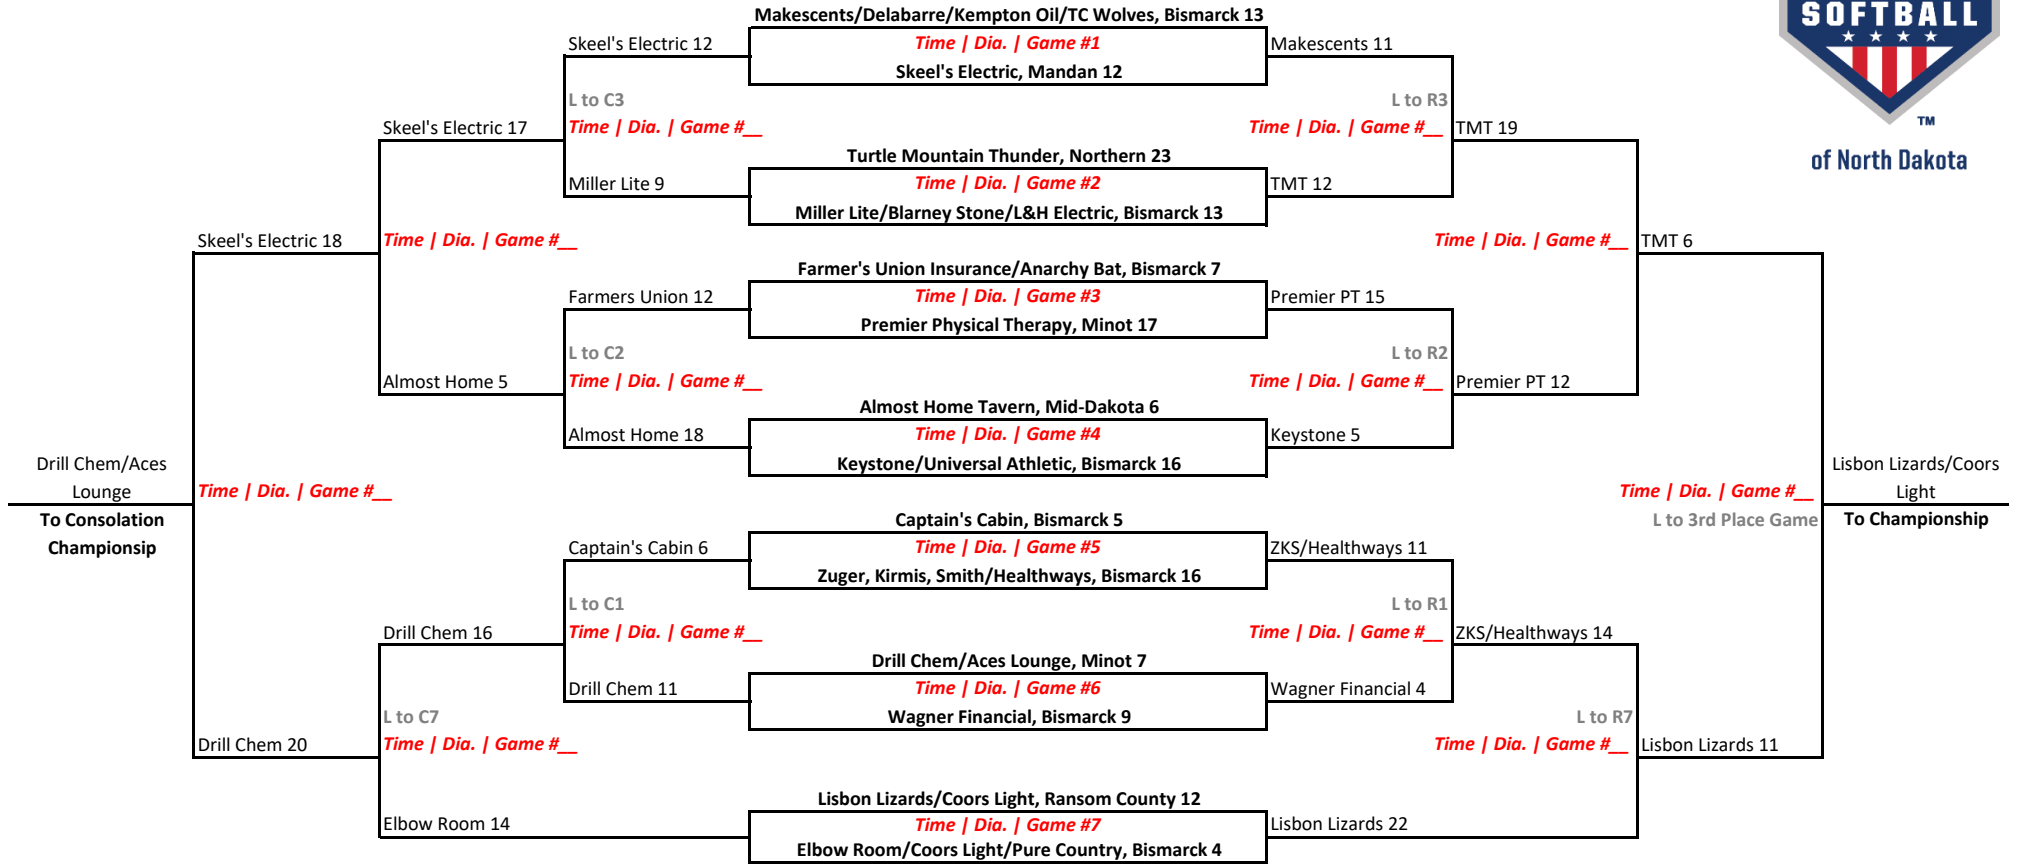 Makescents/Delabarre/Kempton Oil/TC Wolves, Bismarck 13
SOFTBALL
Skeel's Electric 12
Time | Dia. | Game #1
Makescents 11
Skeel's Electric, Mandan 12
L to C3
L to R3
TM
Skeel's Electric 17
Time | Dia. | Game #__
Time | Dia. | Game #__
TMT 19
Turtle Mountain Thunder, Northern 23
of North Dakota
Miller Lite 9
Time | Dia. | Game #2
TMT 12
Miller Lite/Blarney Stone/L&H Electric, Bismarck 13
Skeel's Electric 18
Time | Dia. | Game #__
Time | Dia. | Game #__
TMT 6
Farmer's Union Insurance/Anarchy Bat, Bismarck 7
Farmers Union 12
Time | Dia. | Game #3
Premier PT 15
Premier Physical Therapy, Minot 17
L to C2
L to R2
Almost Home 5
Time | Dia. | Game #__
Time | Dia. | Game #__
Premier PT 12
Almost Home Tavern, Mid-Dakota 6
Almost Home 18
Time | Dia. | Game #4
Keystone 5
Keystone/Universal Athletic, Bismarck 16
Drill Chem/Aces
Lounge
Time | Dia. | Game #__
Time | Dia. | Game #__
Lisbon Lizards/Coors
Light
To Consolation
Championsip
L to 3rd Place Game
To Championship
Captain's Cabin, Bismarck 5
Captain's Cabin 6
Time | Dia. | Game #5
ZKS/Healthways 11
Zuger, Kirmis, Smith/Healthways, Bismarck 16
L to C1
L to R1
Drill Chem 16
Time | Dia. | Game #__
Time | Dia. | Game #__
ZKS/Healthways 14
Drill Chem/Aces Lounge, Minot 7
Drill Chem 11
Time | Dia. | Game #6
Wagner Financial 4
Wagner Financial, Bismarck 9
L to C7
L to R7
Drill Chem 20
Time | Dia. | Game #__
Time | Dia. | Game #__
Lisbon Lizards 11
Lisbon Lizards/Coors Light, Ransom County 12
Elbow Room 14
Time | Dia. | Game #7
Lisbon Lizards 22
Elbow Room/Coors Light/Pure Country, Bismarck 4